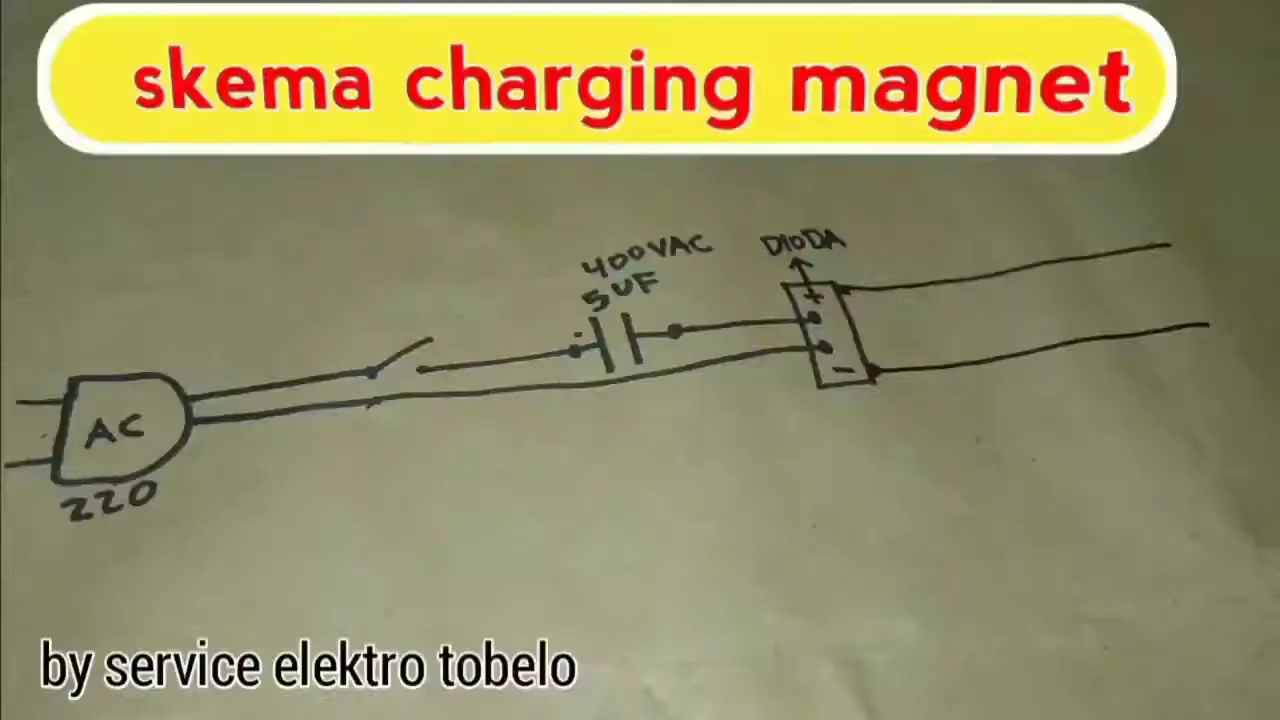 skema charging magnet
400VAC
5UF
DIODA
+
-
AC
220
by service elektro tobelo